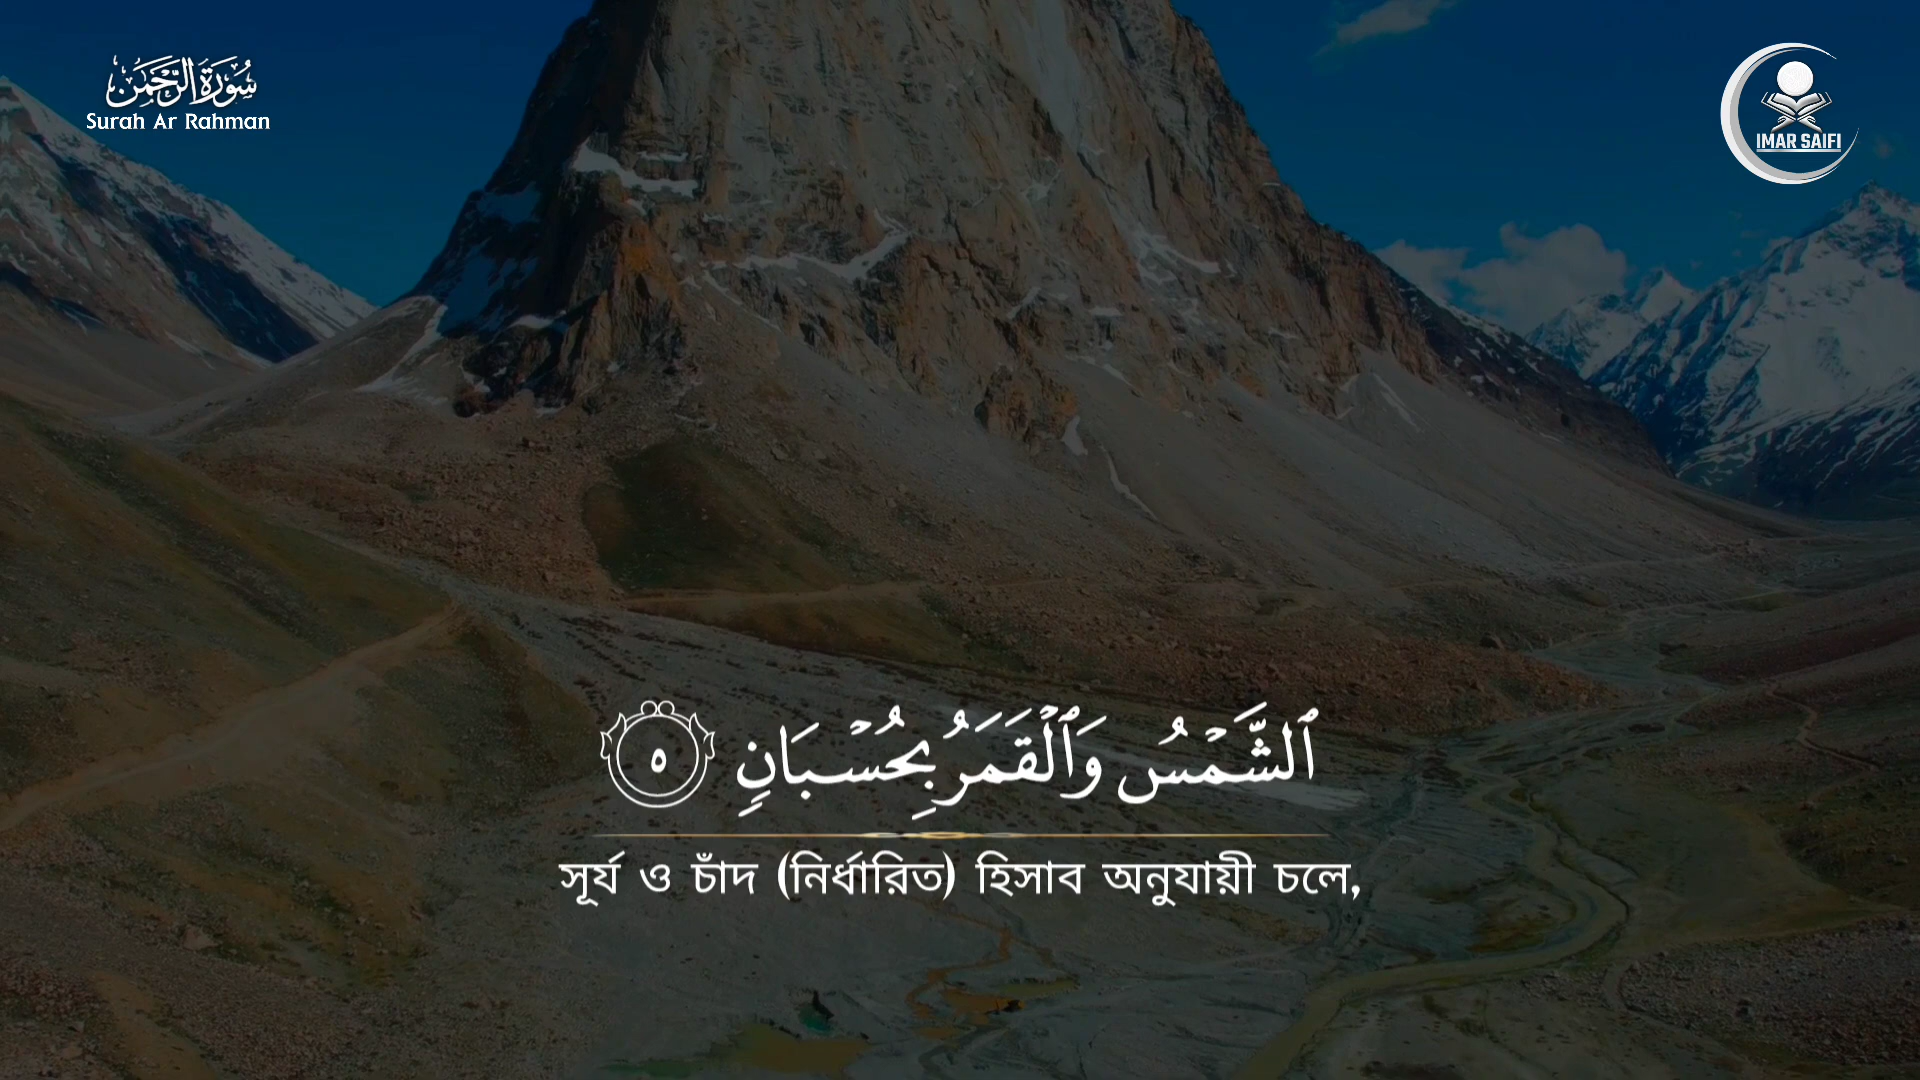 سُورَةُ الرَّحْمَٰن
Surah Ar Rahman
IMAR SAIFI
ٱلشَّمْسُ وَٱلْقَمَرُ بِحُسْبَانٍ ٥
সূর্য ও চাঁদ (নির্ধারিত) হিসাব অনুযায়ী চলে,